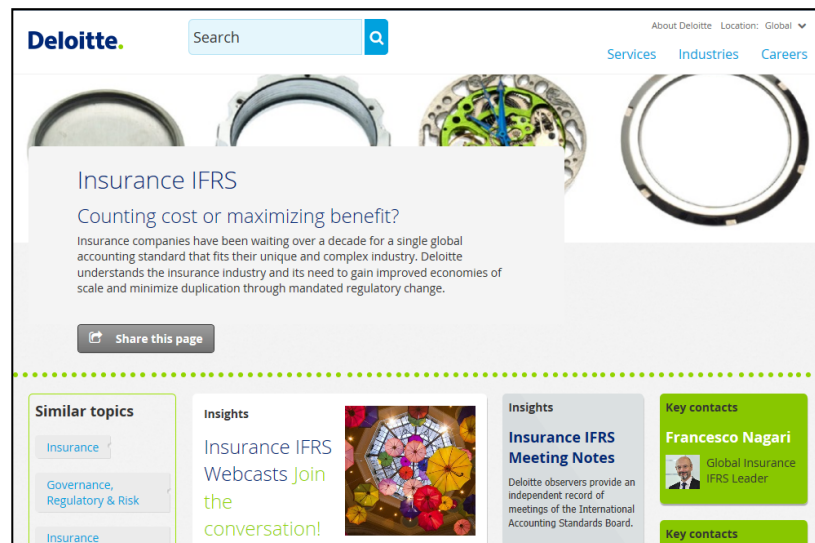 About Deloitte Location: Global
Deloitte.
Search
Services Industries Careers
Insurance IFRS
Counting cost or maximizing benefit?
Insurance companies have been waiting over a decade for a single global
accounting standard that fits their unique and complex industry. Deloitte
understands the insurance industry and its need to gain improved economies of
scale and minimize duplication through mandated regulatory change.
Share this page
Similar topics
Insurance
Governance,
Regulatory & Risk
Insurance
Insights
Insurance IFRS
Webcasts Join
the
conversation!
Insights
Insurance IFRS
Meeting Notes
Deloitte observers provide an
independent record of
meetings of the International
Accounting Standards Board.
Key contacts
Francesco Nagari
Global Insurance
IFRS Leader
Key contacts